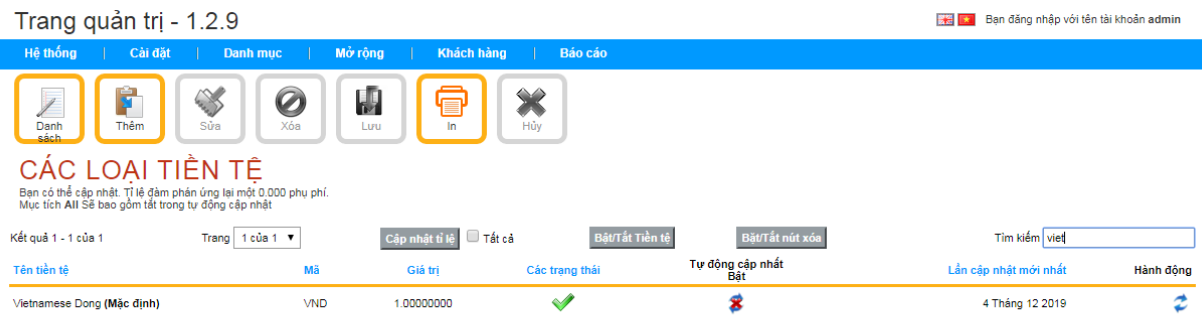 Trang quản trị - 1.2.9
Bạn đăng nhập với tên tài khoản admin
Hệ thống | Cài đặt | Danh mục | Mở rộng | Khách hàng | Báo cáo
Danh sách Thêm Sửa Xóa Lưu In Hủy
CÁC LOẠI TIỀN TỆ
Bạn có thể cập nhật. Tỉ lệ đàm phán ứng lại một 0.000 phụ phí.
Mục tích All Sẽ bao gồm tắt trong tự động cập nhật
Kết quả 1 - 1 của 1 Trang 1 của 1 Cập nhật tỉ lệ Tất cả Bật/Tắt Tiền tệ Bặt/Tắt nút xóa Tìm kiếm viet
Tên tiền tệ Mã Giá trị Các trạng thái Tự động cập nhất Bật Lần cập nhật mới nhất Hành động
Vietnamese Dong (Mặc định) VND 1.00000000 4 Tháng 12 2019